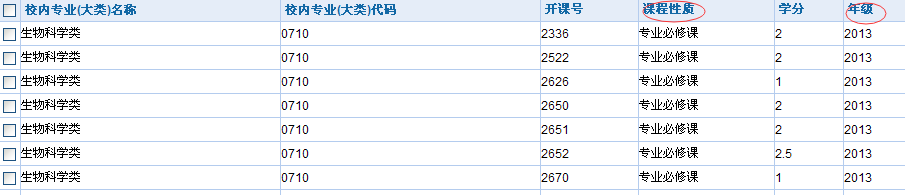 校内专业(大类)名称 校内专业(大类)代码 开课号 课程性质 学分 年级
生物科学类 0710 2336 专业必修课 2 2013
生物科学类 0710 2522 专业必修课 2 2013
生物科学类 0710 2626 专业必修课 1 2013
生物科学类 0710 2650 专业必修课 2 2013
生物科学类 0710 2651 专业必修课 2 2013
生物科学类 0710 2652 专业必修课 2.5 2013
生物科学类 0710 2670 专业必修课 1 2013